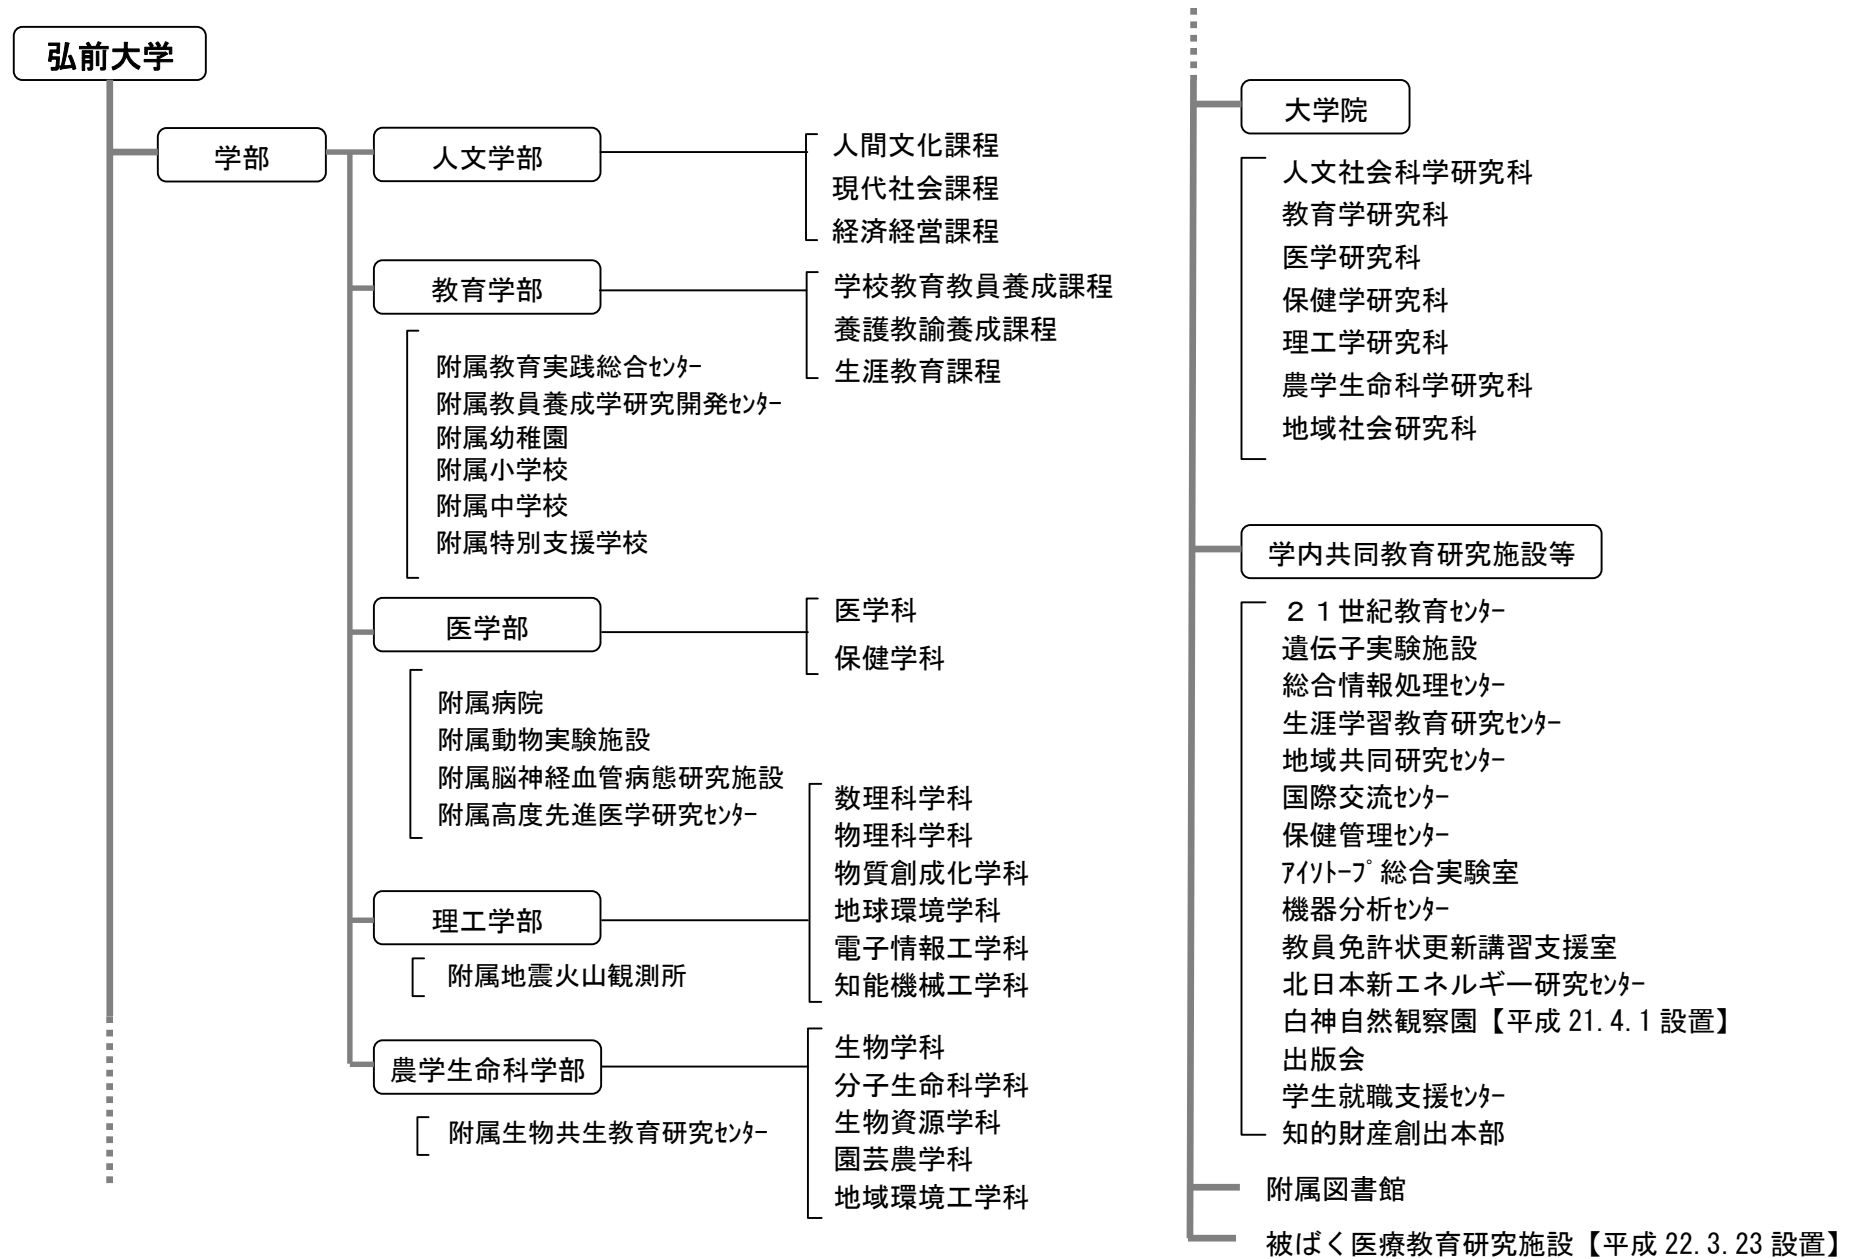 弘前大学
学部
人文学部
人間文化課程
現代社会課程
経済経営課程
教育学部
学校教育教員養成課程
養護教諭養成課程
生涯教育課程
附属教育実践総合ｾﾝﾀｰ
附属教員養成学研究開発ｾﾝﾀｰ
附属幼稚園
附属小学校
附属中学校
附属特別支援学校
医学部
医学科
保健学科
附属病院
附属動物実験施設
附属脳神経血管病態研究施設
附属高度先進医学研究ｾﾝﾀｰ
理工学部
数理科学科
物理科学科
物質創成化学科
地球環境学科
電子情報工学科
知能機械工学科
附属地震火山観測所
農学生命科学部
生物学科
分子生命科学科
生物資源学科
園芸農学科
地域環境工学科
附属生物共生教育研究ｾﾝﾀｰ
大学院
人文社会科学研究科
教育学研究科
医学研究科
保健学研究科
理工学研究科
農学生命科学研究科
地域社会研究科
学内共同教育研究施設等
２１世紀教育ｾﾝﾀｰ
遺伝子実験施設
総合情報処理ｾﾝﾀｰ
生涯学習教育研究ｾﾝﾀｰ
地域共同研究ｾﾝﾀｰ
国際交流ｾﾝﾀｰ
保健管理ｾﾝﾀｰ
ｱｲｿﾄｰﾌﾟ総合実験室
機器分析ｾﾝﾀｰ
教員免許状更新講習支援室
北日本新エネルギー研究ｾﾝﾀｰ
白神自然観察園【平成 21.4.1 設置】
出版会
学生就職支援ｾﾝﾀｰ
知的財産創出本部
附属図書館
被ばく医療教育研究施設【平成 22.3.23 設置】